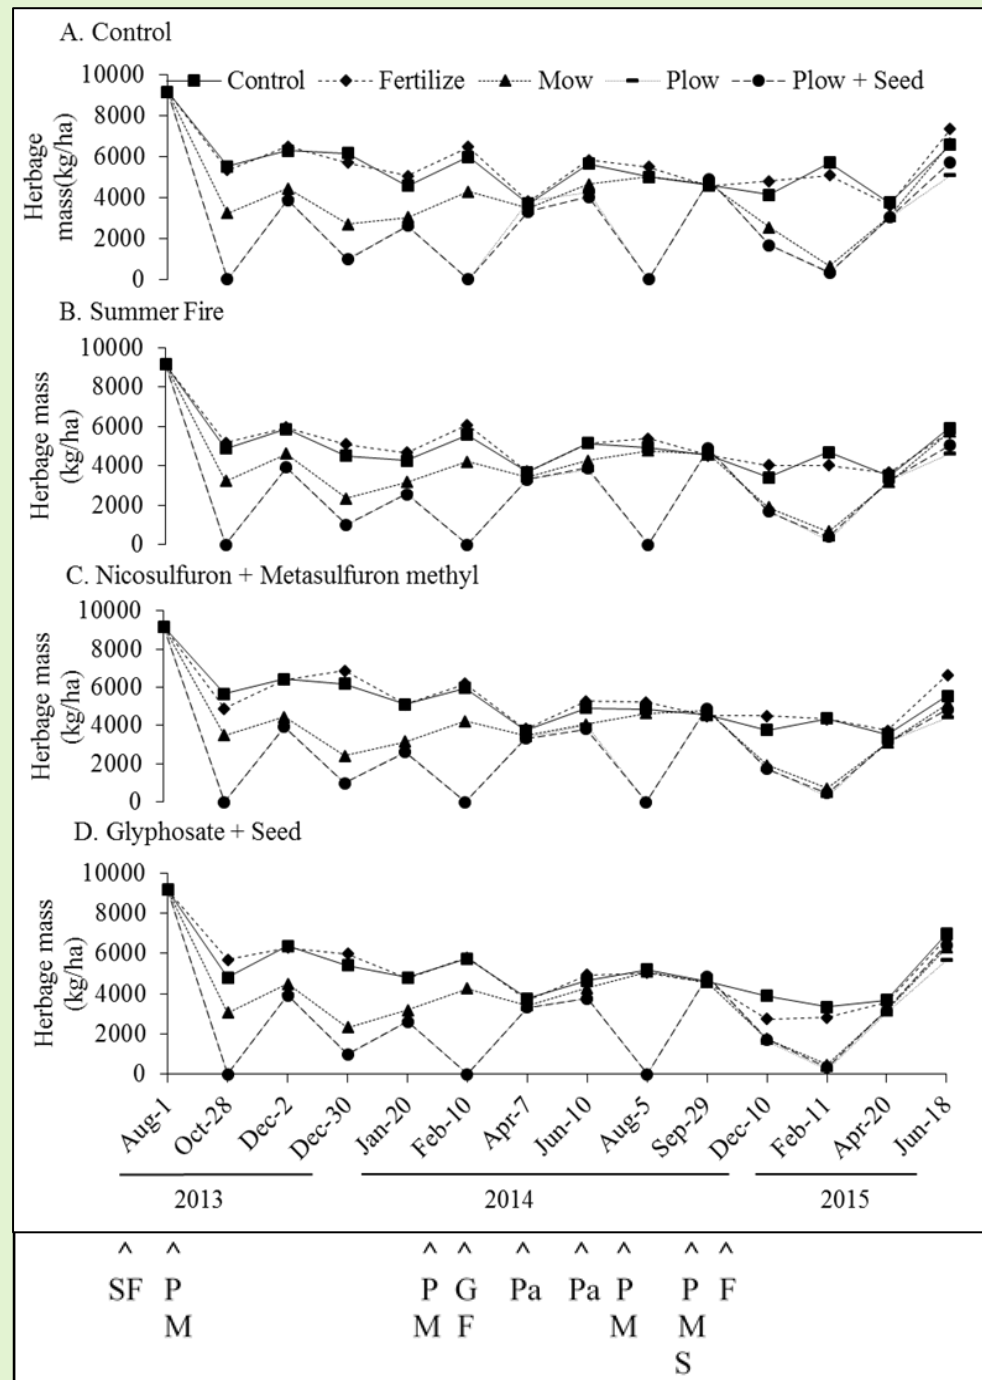 A. Control
Control Fertilize Mow Plow Plow + Seed
Herbage
mass(kg/ha)
10000
8000
6000
4000
2000
0
B. Summer Fire
Herbage mass
(kg/ha)
10000
8000
6000
4000
2000
0
C. Nicosulfuron + Metasulfuron methyl
Herbage mass
(kg/ha)
10000
8000
6000
4000
2000
0
D. Glyphosate + Seed
Herbage mass
(kg/ha)
10000
8000
6000
4000
2000
0
Aug-1 Oct-28 Dec-2 Dec-30 Jan-20 Feb-10 Apr-7 Jun-10 Aug-5 Sep-29 Dec-10 Feb-11 Apr-20 Jun-18
2013 2014 2015
^ ^ ^ ^ ^ ^ ^ ^ ^
SF P P G Pa Pa P P F
M M F M M
S